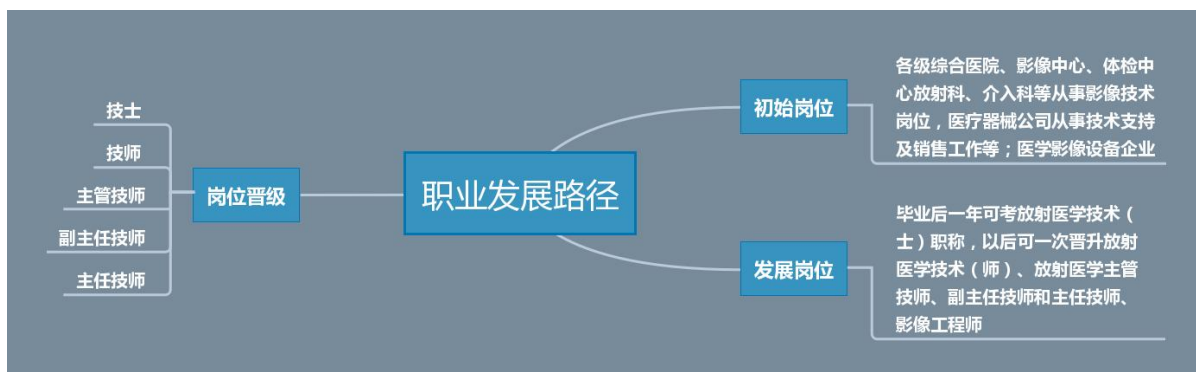 职业发展路径
岗位晋级
技士
技师
主管技师
副主任技师
主任技师
初始岗位
各级综合医院、影像中心、体检中
心放射科、介入科等从事影像技术
岗位，医疗器械公司从事技术支持
及销售工作等；医学影像设备企业
发展岗位
毕业后一年可考放射医学技术（
士）职称，以后可一次晋升放射
医学技术（师）、放射医学主管
技师、副主任技师和主任技师、
影像工程师